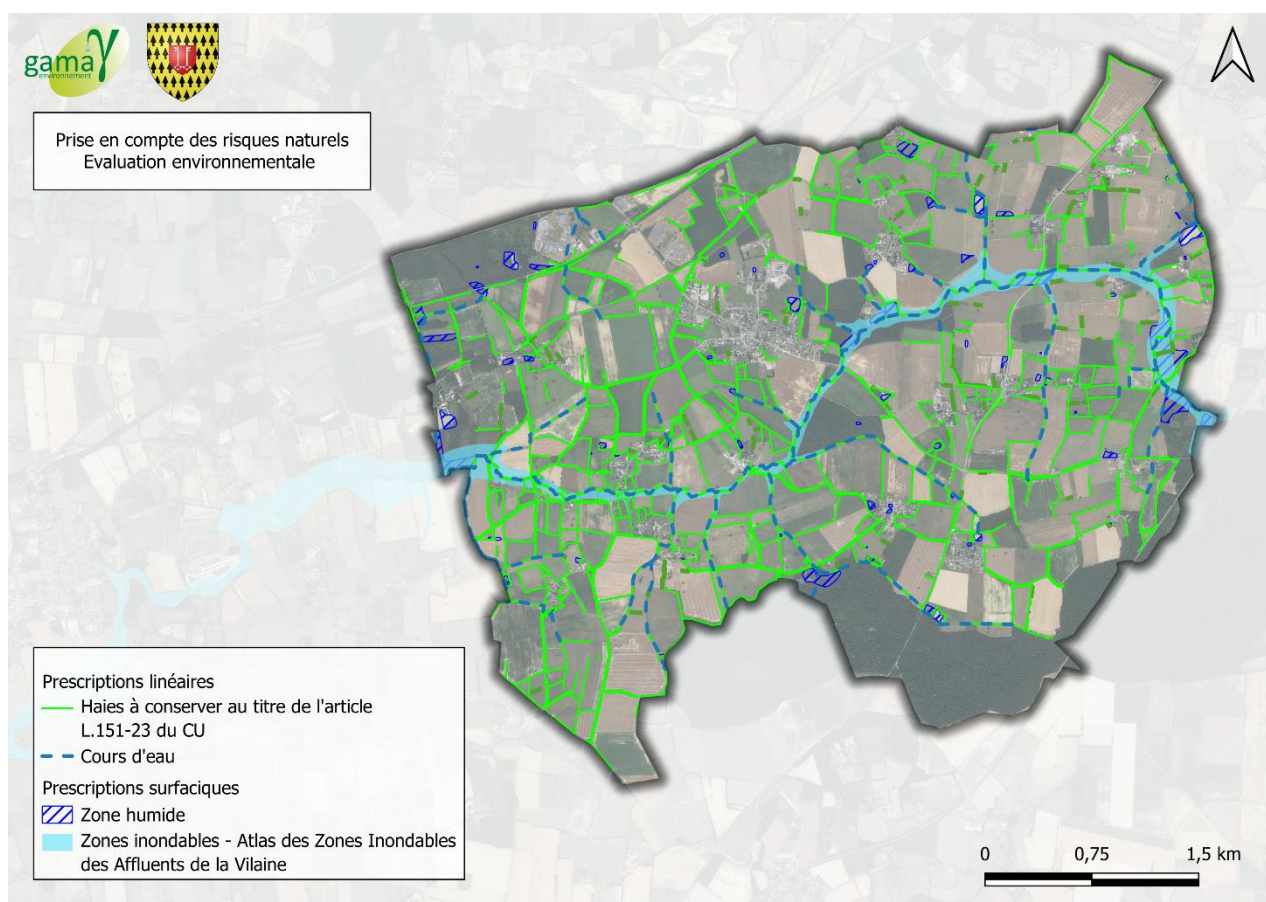 gama
environnement
Prise en compte des risques naturels
Evaluation environnementale
Prescriptions linéaires
Haies à conserver au titre de l'article
L.151-23 du CU
Cours d'eau
Prescriptions surfaciques
Zone humide
Zones inondables - Atlas des Zones Inondables
des Affluents de la Vilaine
0 0,75 1,5 km